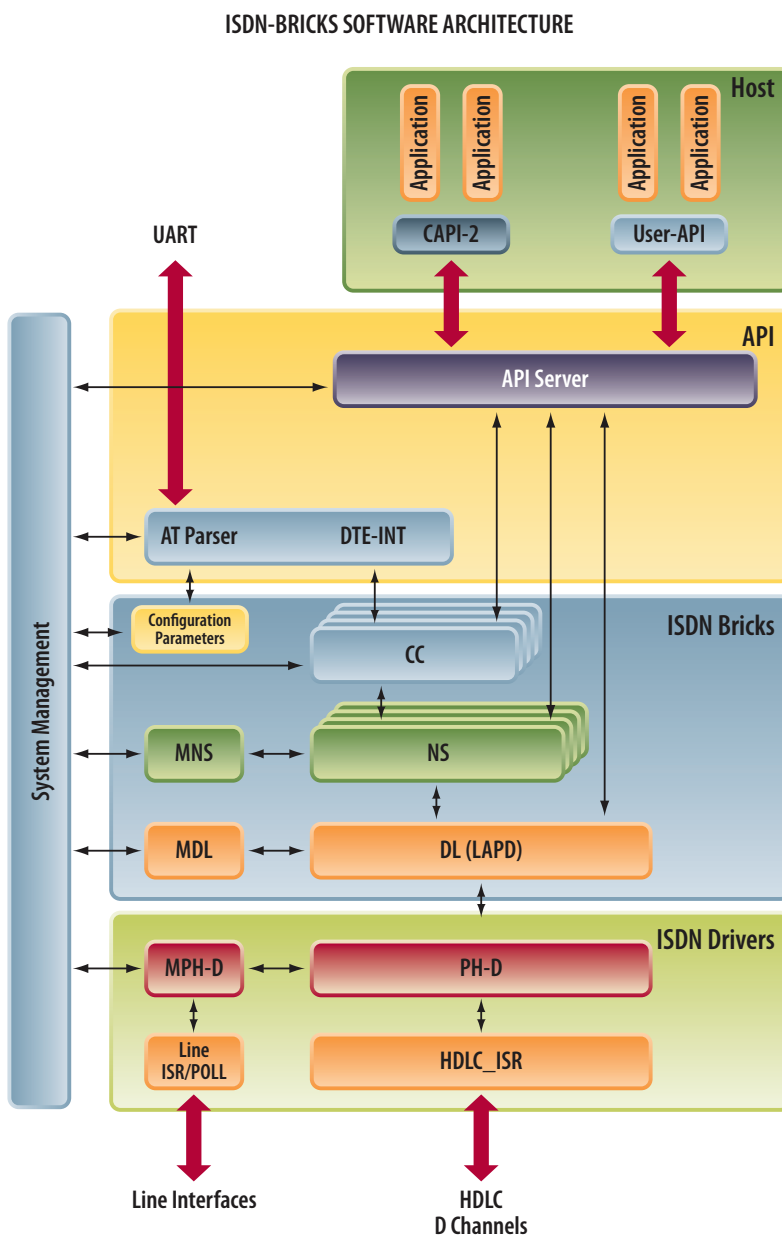 ISDN-BRICKS SOFTWARE ARCHITECTURE
Host
Application
Application
Application
Application
CAPI-2
User-API
UART
API
API Server
AT Parser
DTE-INT
System Management
ISDN Bricks
Configuration
Parameters
CC
MNS
NS
MDL
DL (LAPD)
ISDN Drivers
MPH-D
PH-D
Line
ISR/POLL
HDLC_ISR
Line Interfaces
HDLC
D Channels